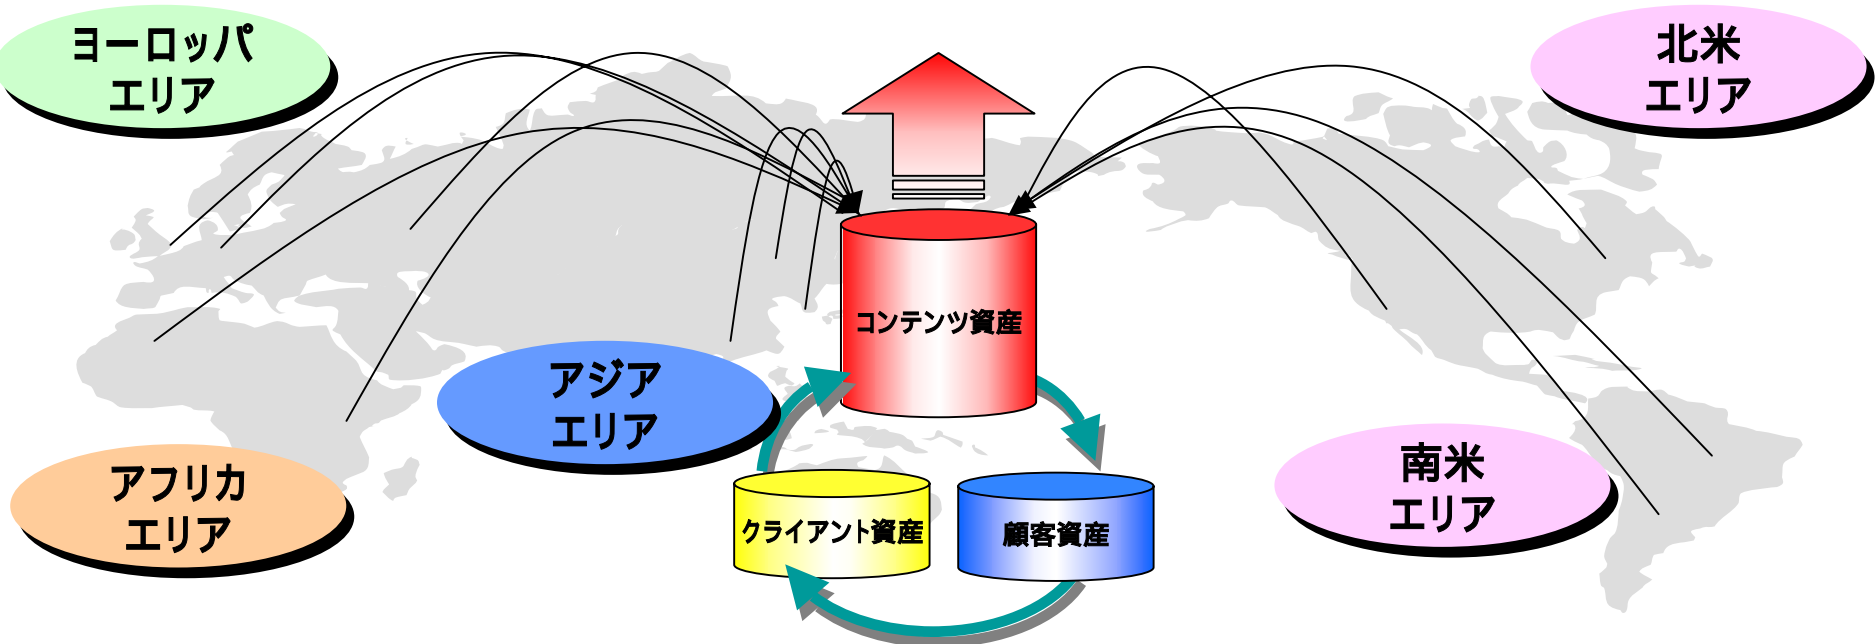 ヨーロッパ
エリア
北米
エリア
コンテンツ資産
アジア
エリア
アフリカ
エリア
南米
エリア
クライアント資産
顧客資産